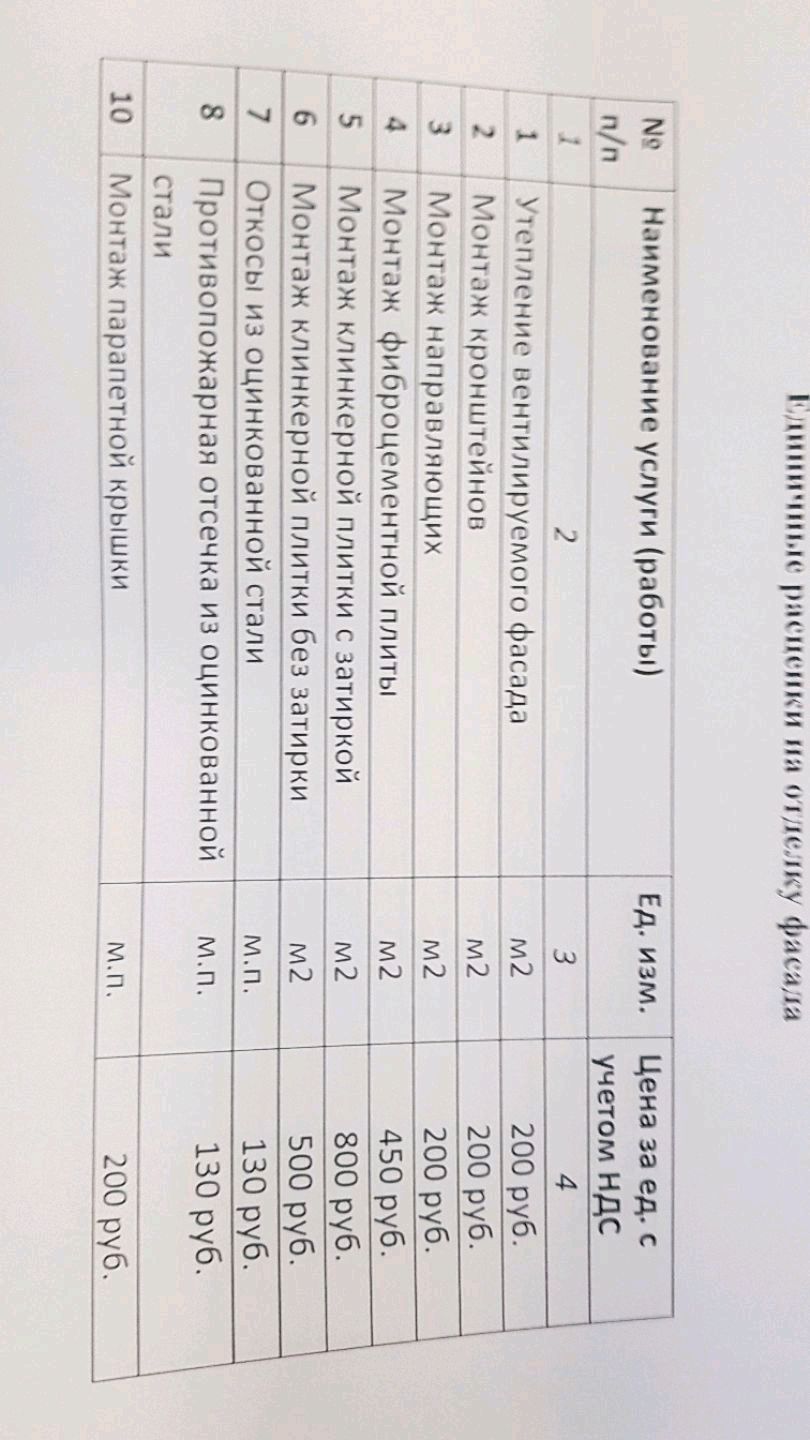 Единичные расценки на отделку фасада
№ Наименование услуги (работы) Ед. изм. Цена за ед. с
п/п учетом НДС
1 2 3 4
1 Утепление вентилируемого фасада м2 200 руб.
2 Монтаж кронштейнов м2 200 руб.
3 Монтаж направляющих м2 200 руб.
4 Монтаж фиброцементной плиты м2 450 руб.
5 Монтаж клинкерной плитки с затиркой м2 800 руб.
6 Монтаж клинкерной плитки без затирки м2 500 руб.
7 Откосы из оцинкованной стали м.п. 130 руб.
8 Противопожарная отсечка из оцинкованной м.п. 130 руб.
стали
10 Монтаж парапетной крышки м.п. 200 руб.